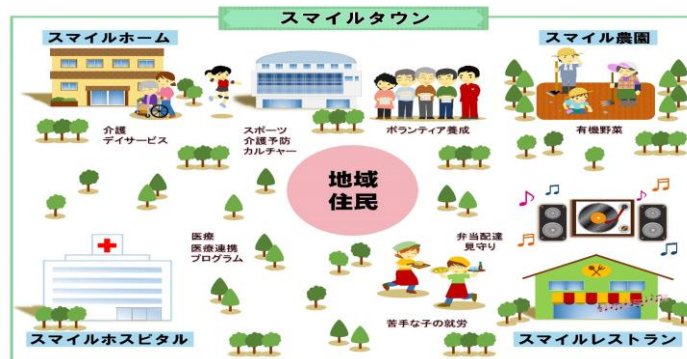 スマイルタウン
スマイルホーム
スマイル農園
介護
デイサービス
スポーツ
介護予防
カルチャー
ボランティア養成
有機野菜
地域
住民
医療
医療連携
プログラム
弁当配達
見守り
苦手な子の就労
スマイルホスピタル
スマイルレストラン